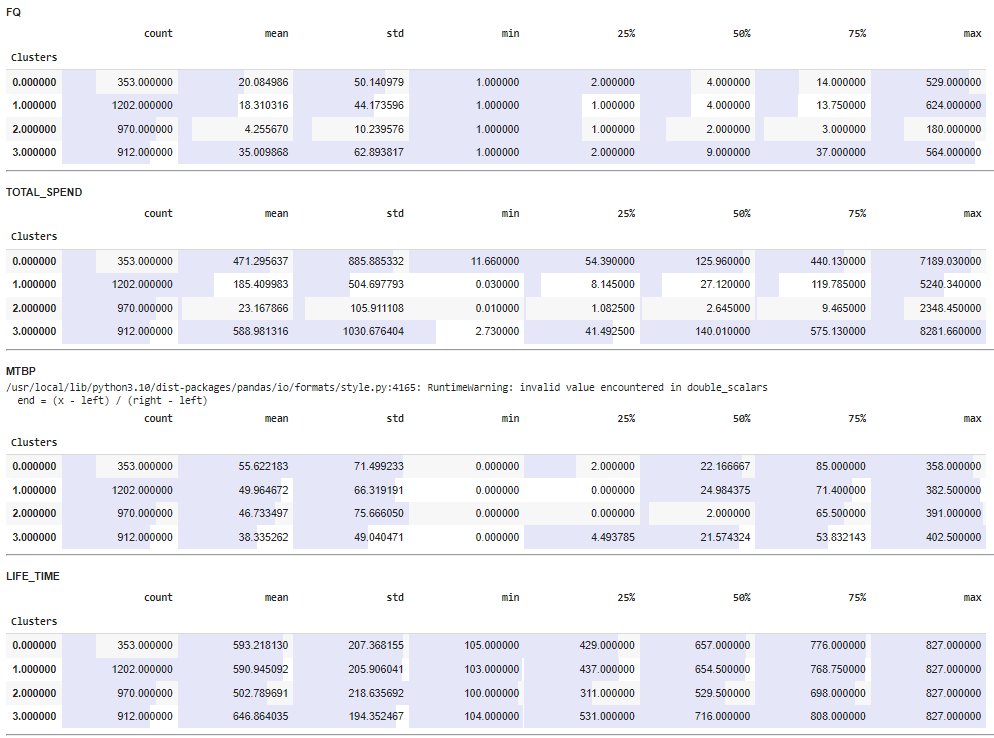 FQ
count mean std min 25% 50% 75% max
Clusters
0.000000 353.000000 20.084986 50.140979 1.000000 2.000000 4.000000 14.000000 529.000000
1.000000 1202.000000 18.310316 44.173596 1.000000 1.000000 4.000000 13.750000 624.000000
2.000000 970.000000 4.255670 10.239576 1.000000 1.000000 2.000000 3.000000 180.000000
3.000000 912.000000 35.009868 62.893817 1.000000 2.000000 9.000000 37.000000 564.000000
TOTAL_SPEND
count mean std min 25% 50% 75% max
Clusters
0.000000 353.000000 471.295637 885.885332 11.660000 54.390000 125.960000 440.130000 7189.030000
1.000000 1202.000000 185.409983 504.697793 0.030000 8.145000 27.120000 119.785000 5240.340000
2.000000 970.000000 23.167866 105.911108 0.010000 1.082500 2.645000 9.465000 2348.450000
3.000000 912.000000 588.981316 1030.676404 2.730000 41.492500 140.010000 575.130000 8281.660000
MTBP
/usr/local/lib/python3.10/dist-packages/pandas/io/formats/style.py:4165: RuntimeWarning: invalid value encountered in double_scalars
end = (x - left) / (right - left)
count mean std min 25% 50% 75% max
Clusters
0.000000 353.000000 55.622183 71.499233 0.000000 2.000000 22.166667 85.000000 358.000000
1.000000 1202.000000 49.964672 66.319191 0.000000 0.000000 24.984375 71.400000 382.500000
2.000000 970.000000 46.733497 75.666050 0.000000 0.000000 2.000000 65.500000 391.000000
3.000000 912.000000 38.335262 49.040471 0.000000 4.493785 21.574324 53.832143 402.500000
LIFE_TIME
count mean std min 25% 50% 75% max
Clusters
0.000000 353.000000 593.218130 207.368155 105.000000 429.000000 657.000000 776.000000 827.000000
1.000000 1202.000000 590.945092 205.906041 103.000000 437.000000 654.500000 768.750000 827.000000
2.000000 970.000000 502.789691 218.635692 100.000000 311.000000 529.500000 698.000000 827.000000
3.000000 912.000000 646.864035 194.352467 104.000000 531.000000 716.000000 808.000000 827.000000